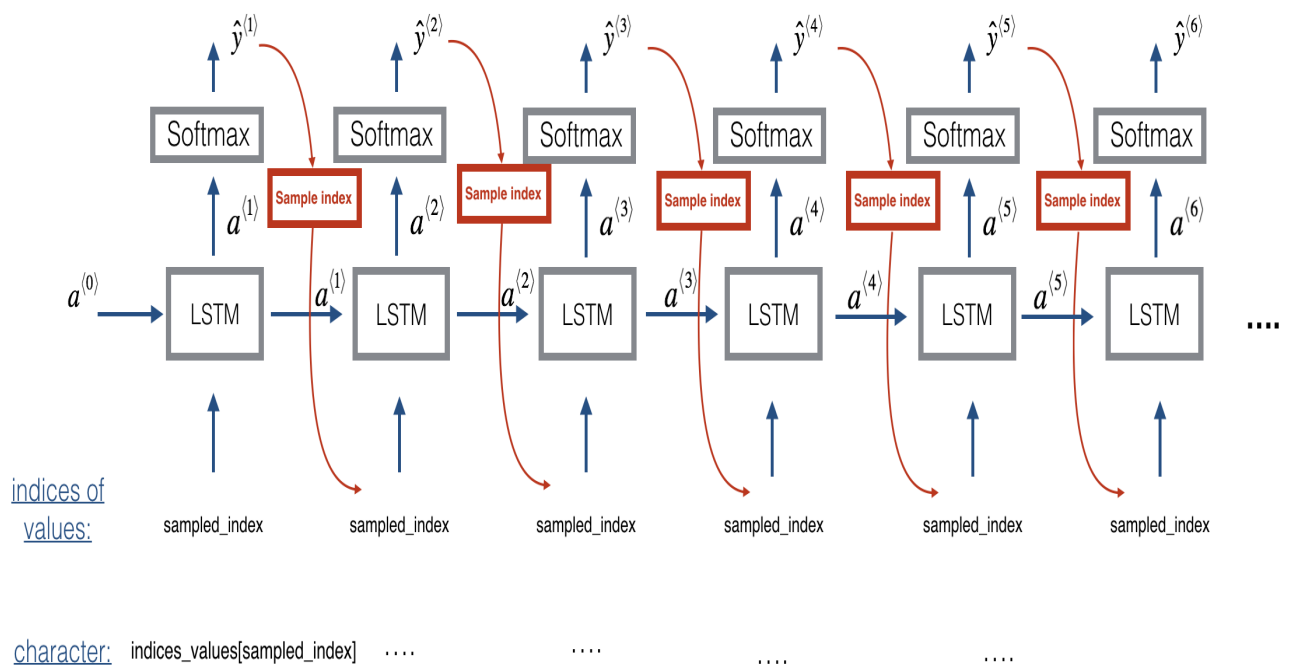 ŷ⟨1⟩ ŷ⟨2⟩ ŷ⟨3⟩ ŷ⟨4⟩ ŷ⟨5⟩ ŷ⟨6⟩
Softmax Softmax Softmax Softmax Softmax Softmax
Sample index Sample index Sample index Sample index Sample index
a⟨1⟩ a⟨2⟩ a⟨3⟩ a⟨4⟩ a⟨5⟩ a⟨6⟩
a⟨0⟩ a⟨1⟩ a⟨2⟩ a⟨3⟩ a⟨4⟩ a⟨5⟩
LSTM LSTM LSTM LSTM LSTM LSTM ....
indices of
values:
sampled_index sampled_index sampled_index sampled_index sampled_index sampled_index
character: indices_values[sampled_index] .... .... .... ....